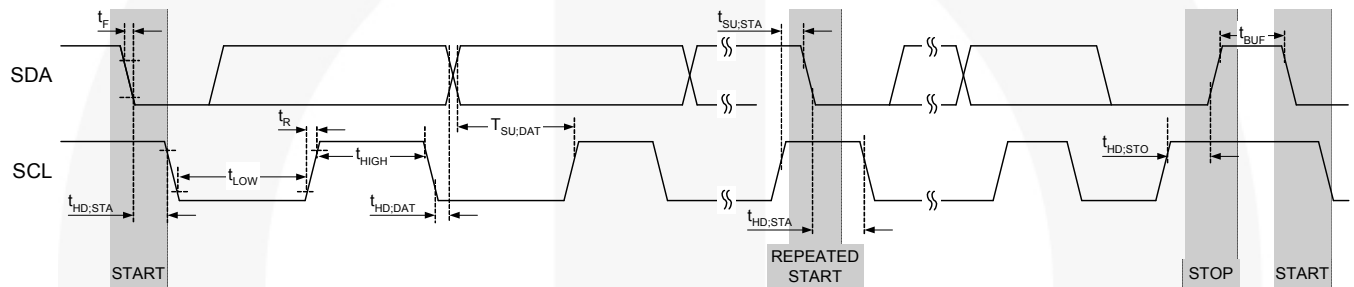 tF
tSU;STA
tBUF
SDA
tR
TSU;DAT
tHIGH
tHD;STO
SCL
tLOW
tHD;STA
tHD;DAT
tHD;STA
START
REPEATED
START
STOP
START